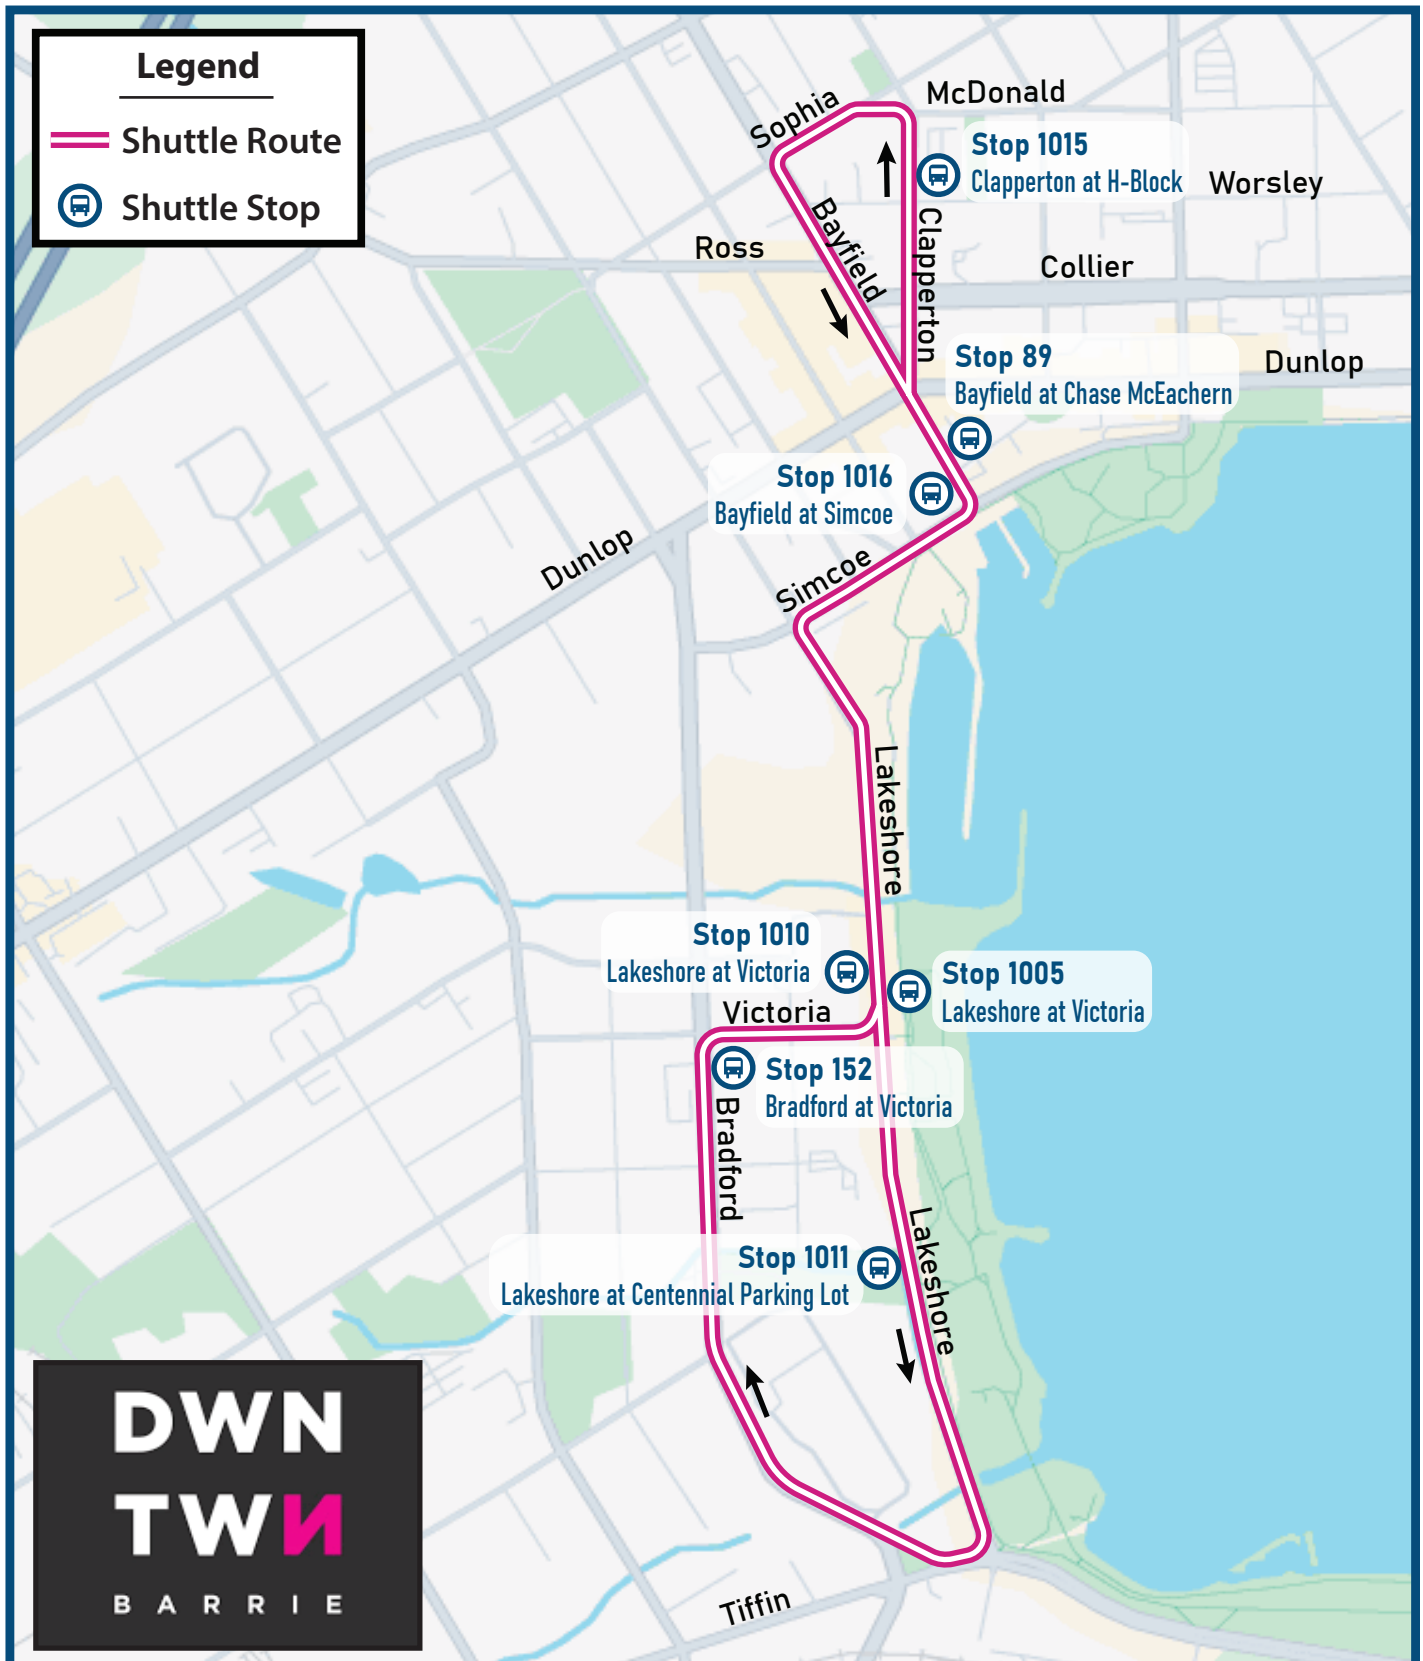 Legend
Shuttle Route
Shuttle Stop
Sophia
McDonald
Stop 1015
Clapperton at H-Block
Worsley
Bayfield
Clapperton
Ross
Collier
Stop 89
Bayfield at Chase McEachern
Dunlop
Stop 1016
Bayfield at Simcoe
Dunlop
Simcoe
Lakeshore
Stop 1010
Lakeshore at Victoria
Stop 1005
Lakeshore at Victoria
Victoria
Stop 152
Bradford at Victoria
Bradford
Lakeshore
Stop 1011
Lakeshore at Centennial Parking Lot
Tiffin
DWN
TWN
BARRIE